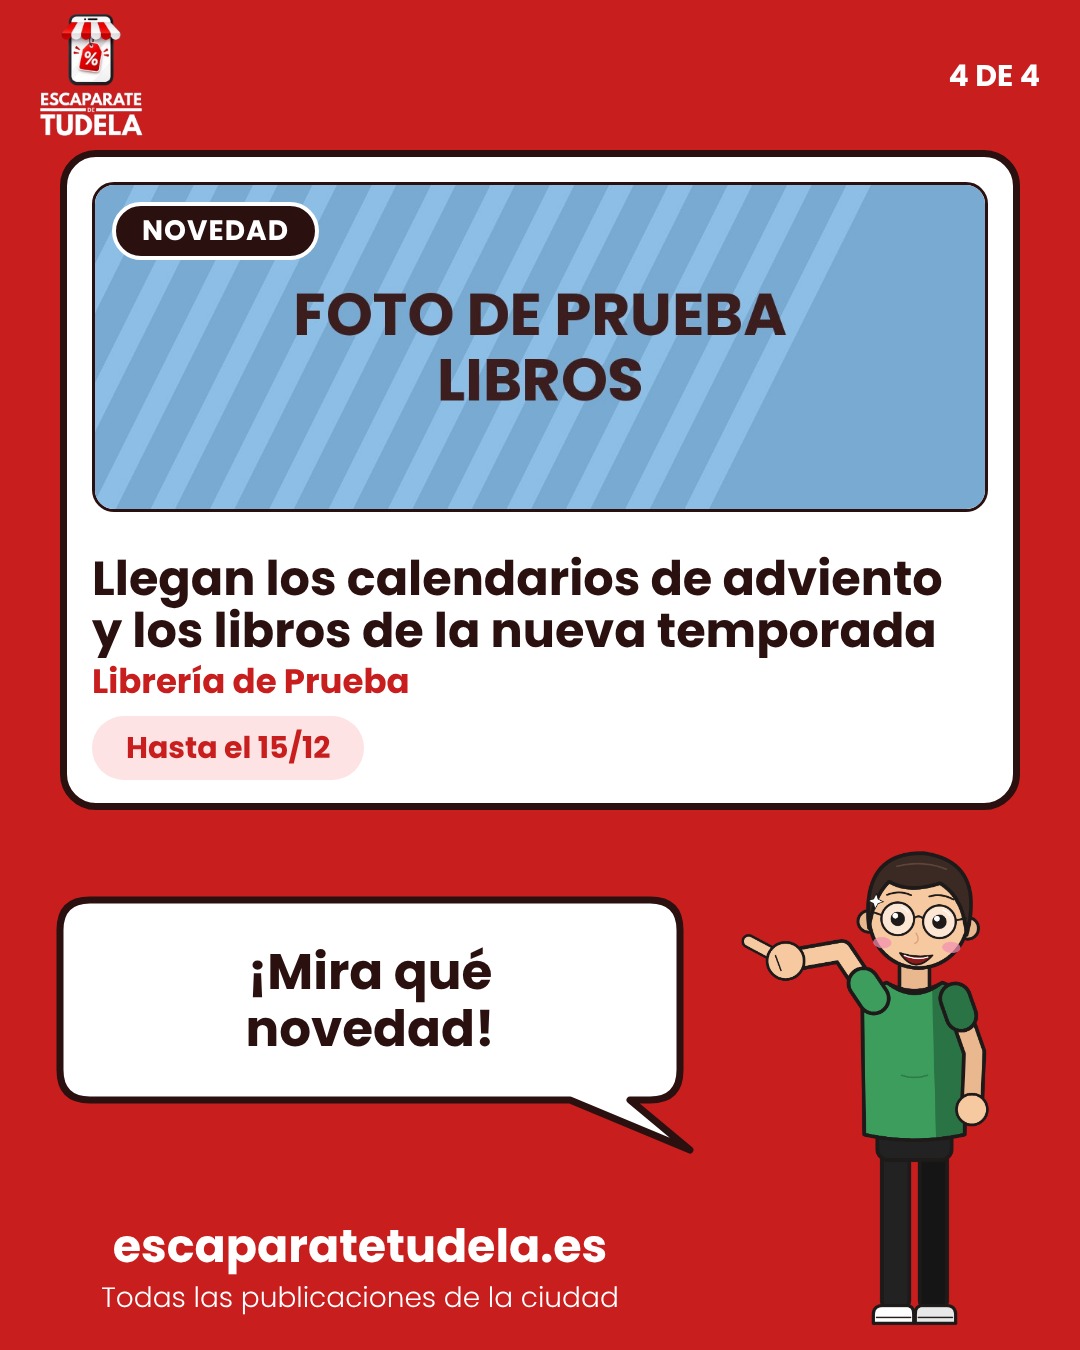 ESCAPARATE
DE
TUDELA
4 DE 4
NOVEDAD
FOTO DE PRUEBA
LIBROS
Llegan los calendarios de adviento
y los libros de la nueva temporada
Librería de Prueba
Hasta el 15/12
¡Mira qué
novedad!
escaparatetudela.es
Todas las publicaciones de la ciudad
%